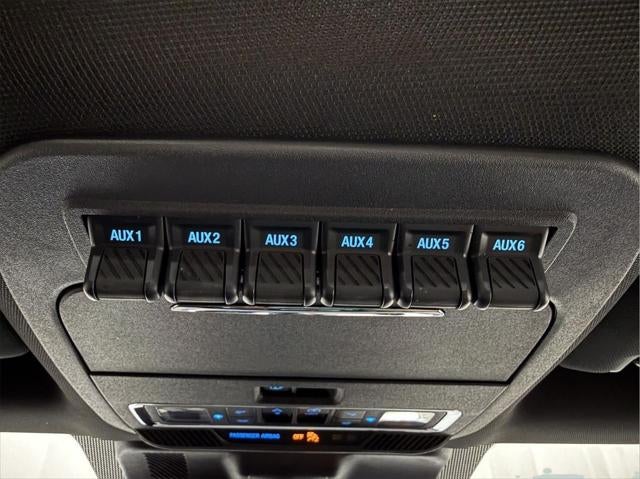 AUX1 AUX2 AUX3 AUX4 AUX5 AUX6
PASSENGER AIRBAG OFF